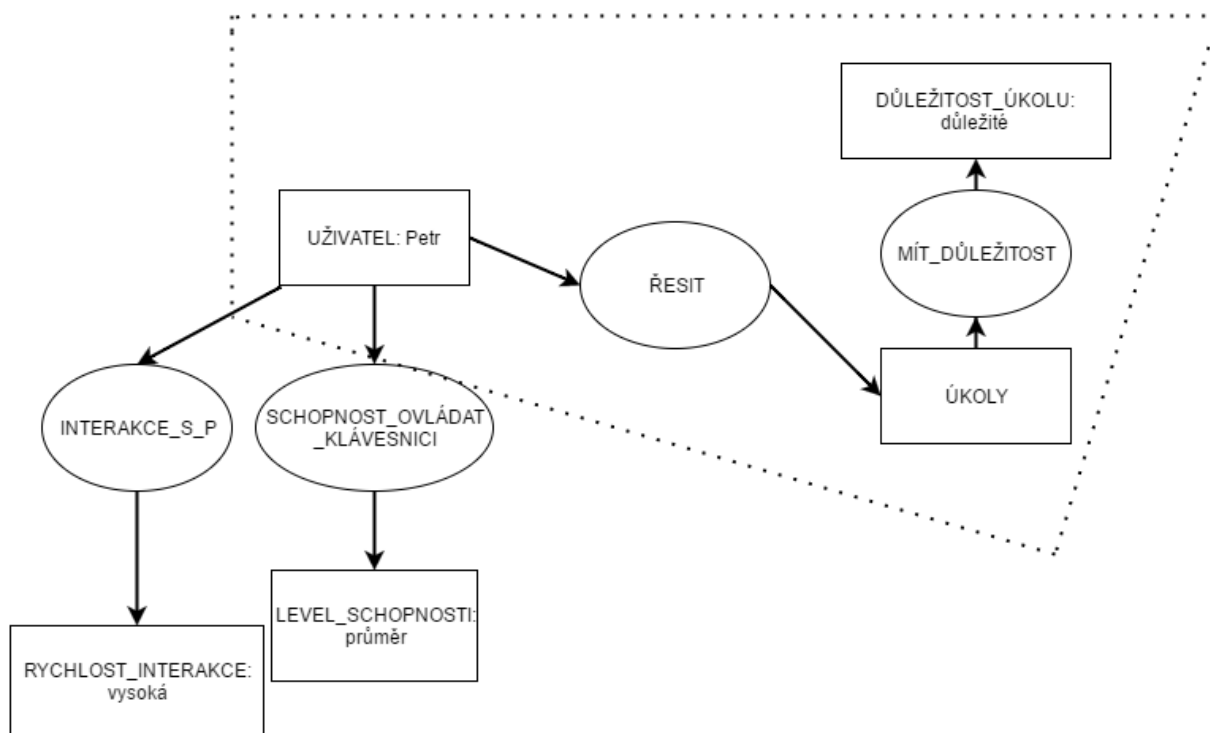 DŮLEŽITOST_ÚKOLU:
důležité
UŽIVATEL: Petr
MÍT_DŮLEŽITOST
ŘESIT
ÚKOLY
INTERAKCE_S_P
SCHOPNOST_OVLÁDAT
_KLÁVESNICI
LEVEL_SCHOPNOSTI:
průměr
RYCHLOST_INTERAKCE:
vysoká